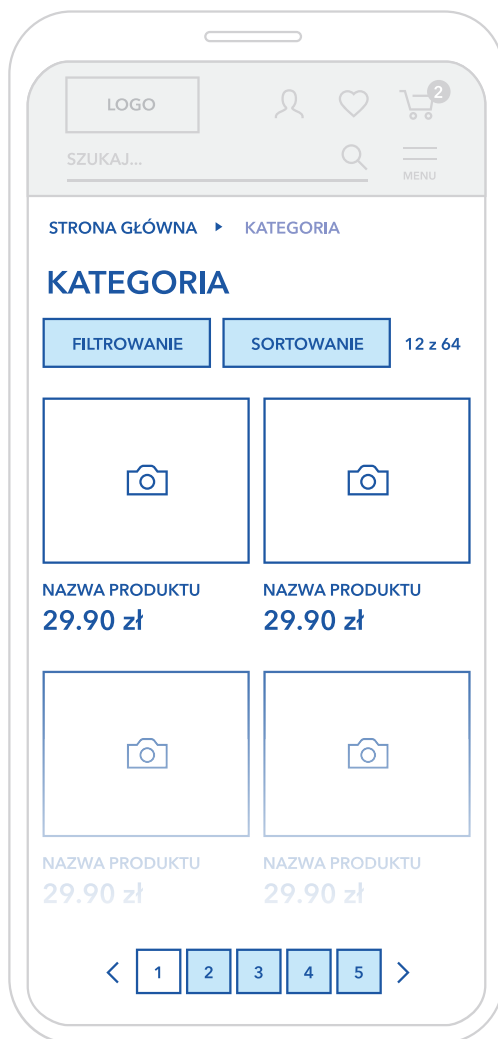 LOGO
2
SZUKAJ...
MENU
STRONA GŁÓWNA KATEGORIA
KATEGORIA
FILTROWANIE SORTOWANIE 12 z 64
NAZWA PRODUKTU NAZWA PRODUKTU
29.90 zł 29.90 zł
NAZWA PRODUKTU NAZWA PRODUKTU
29.90 zł 29.90 zł
1 2 3 4 5